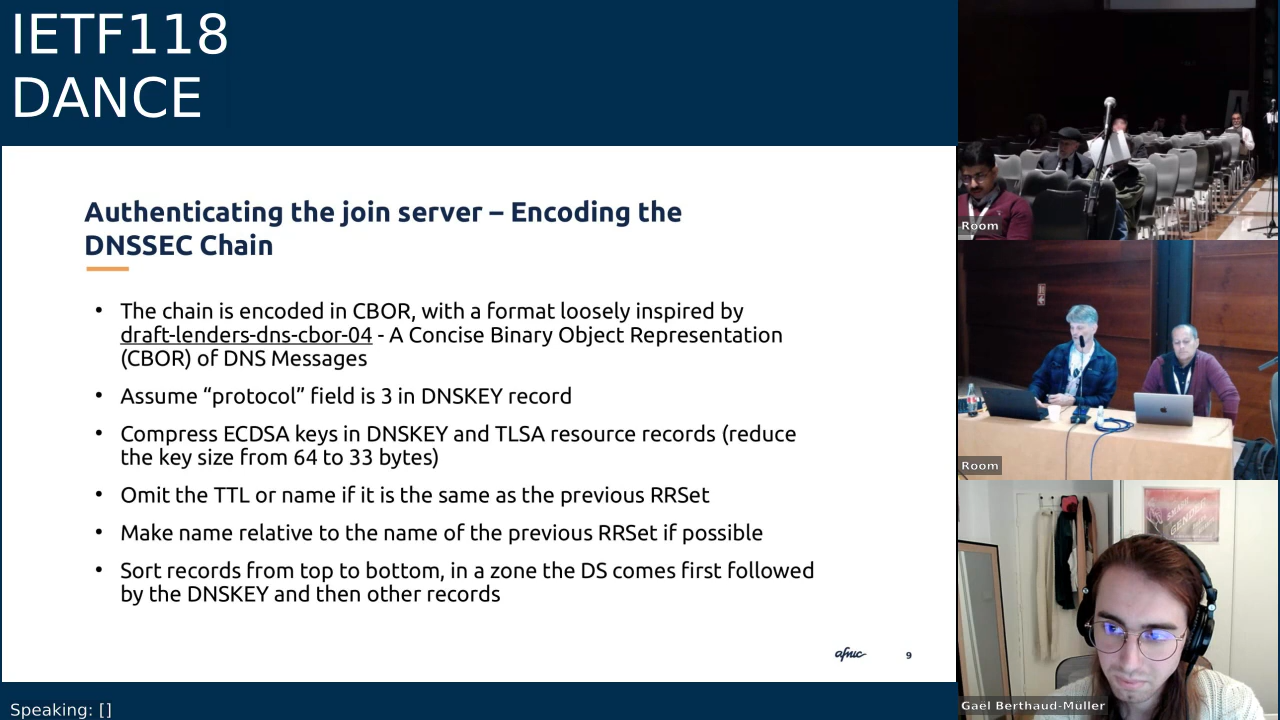 IETF118
DANCE
Authenticating the join server – Encoding the
DNSSEC Chain
• The chain is encoded in CBOR, with a format loosely inspired by
draft-lenders-dns-cbor-04 - A Concise Binary Object Representation
(CBOR) of DNS Messages
• Assume “protocol” field is 3 in DNSKEY record
• Compress ECDSA keys in DNSKEY and TLSA resource records (reduce
the key size from 64 to 33 bytes)
• Omit the TTL or name if it is the same as the previous RRSet
• Make name relative to the name of the previous RRSet if possible
• Sort records from top to bottom, in a zone the DS comes first followed
by the DNSKEY and then other records
afnic
9
Speaking: []
Room
Room
Gael Berthaud-Muller